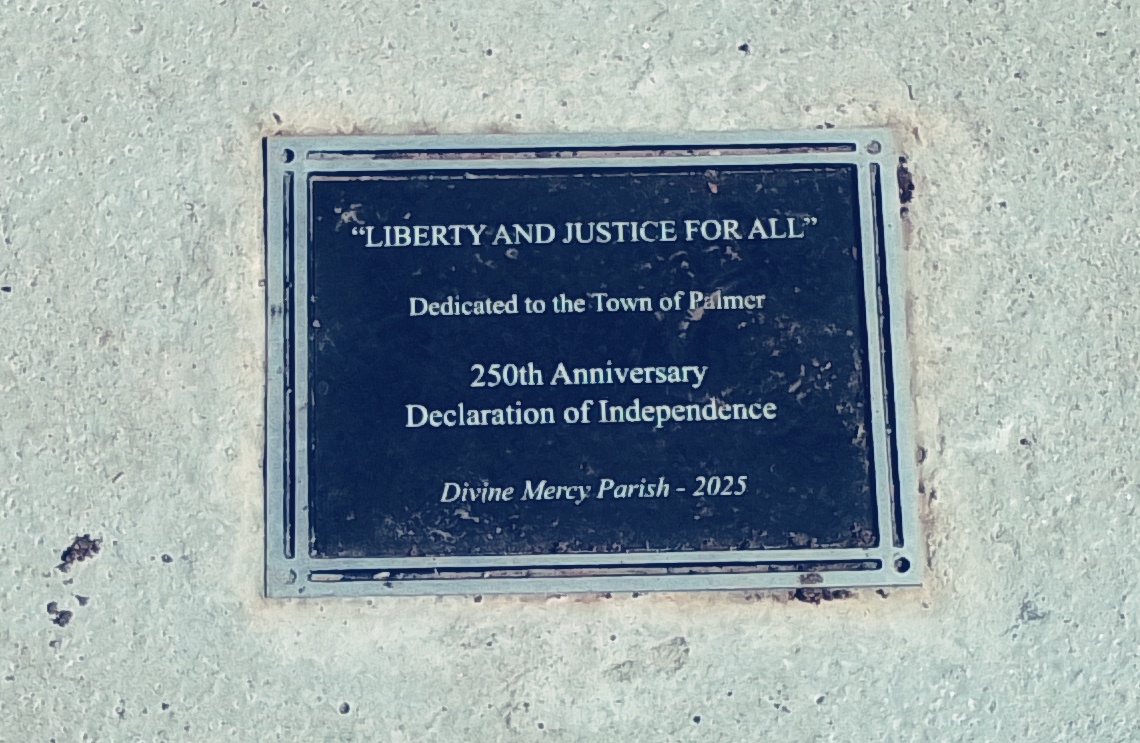 “LIBERTY AND JUSTICE FOR ALL”
Dedicated to the Town of Palmer
250th Anniversary
Declaration of Independence
Divine Mercy Parish - 2025